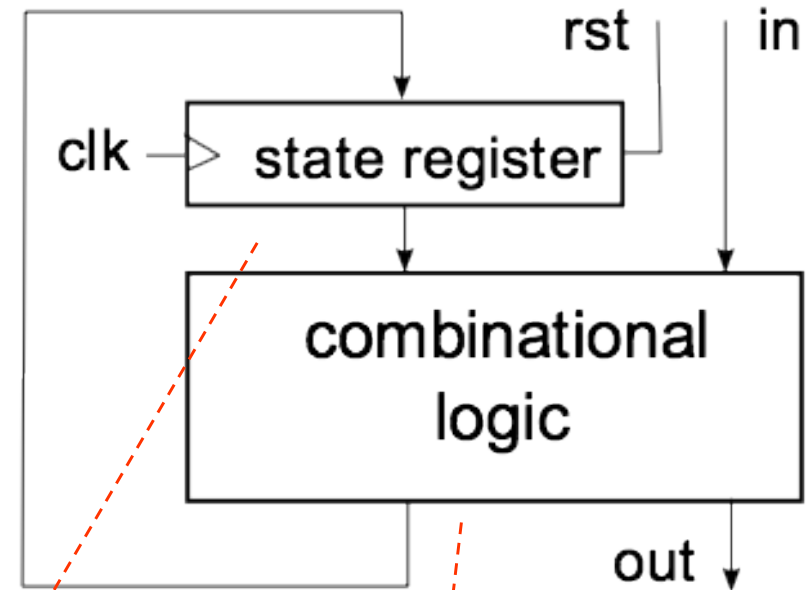 rst
in
clk
state register
combinational
logic
out